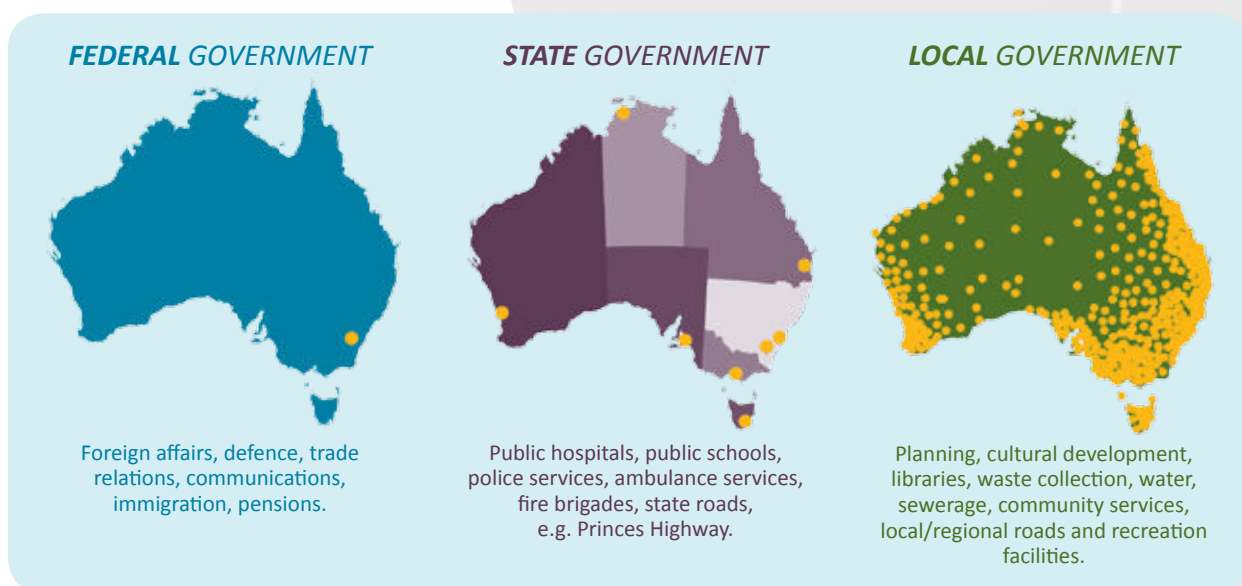 FEDERAL GOVERNMENT
Foreign affairs, defence, trade
relations, communications,
immigration, pensions.
STATE GOVERNMENT
Public hospitals, public schools,
police services, ambulance services,
fire brigades, state roads,
e.g. Princes Highway.
LOCAL GOVERNMENT
Planning, cultural development,
libraries, waste collection, water,
sewerage, community services,
local/regional roads and recreation
facilities.